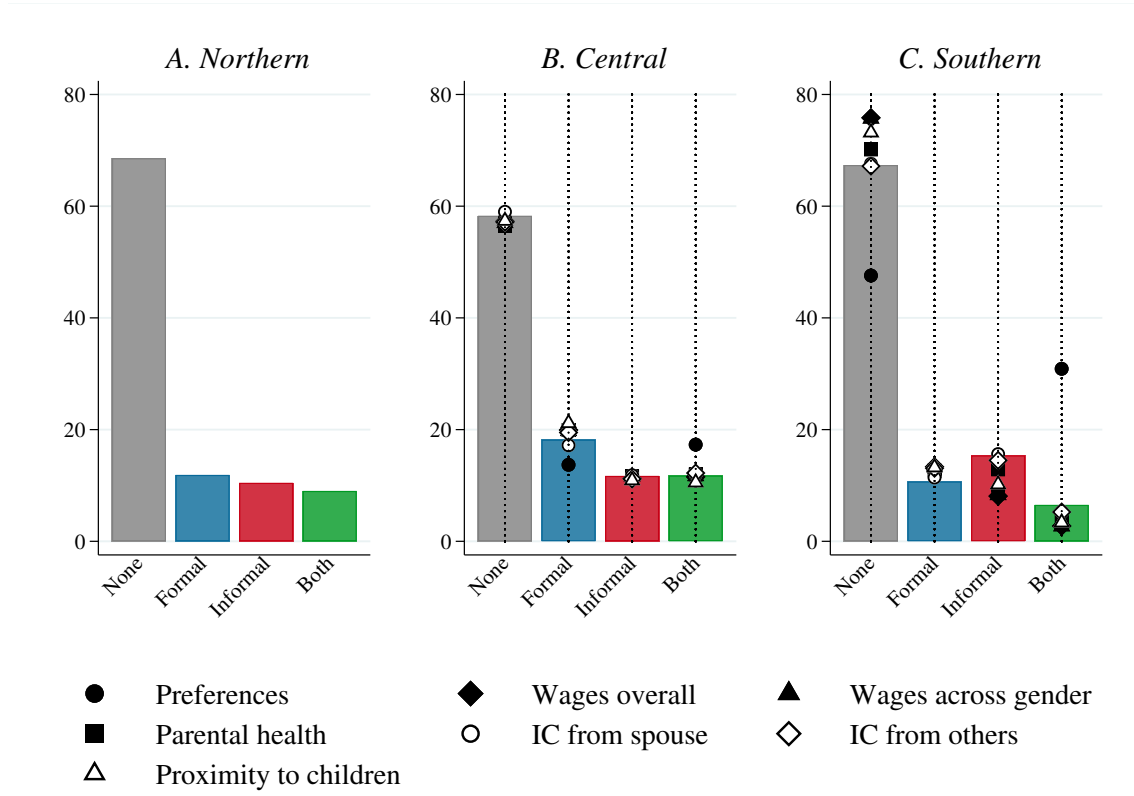 A. Northern
B. Central
C. Southern
80
60
40
20
0
None
Formal
Informal
Both
80
60
40
20
0
None
Formal
Informal
Both
80
60
40
20
0
None
Formal
Informal
Both
Preferences
Wages overall
Wages across gender
Parental health
IC from spouse
IC from others
Proximity to children